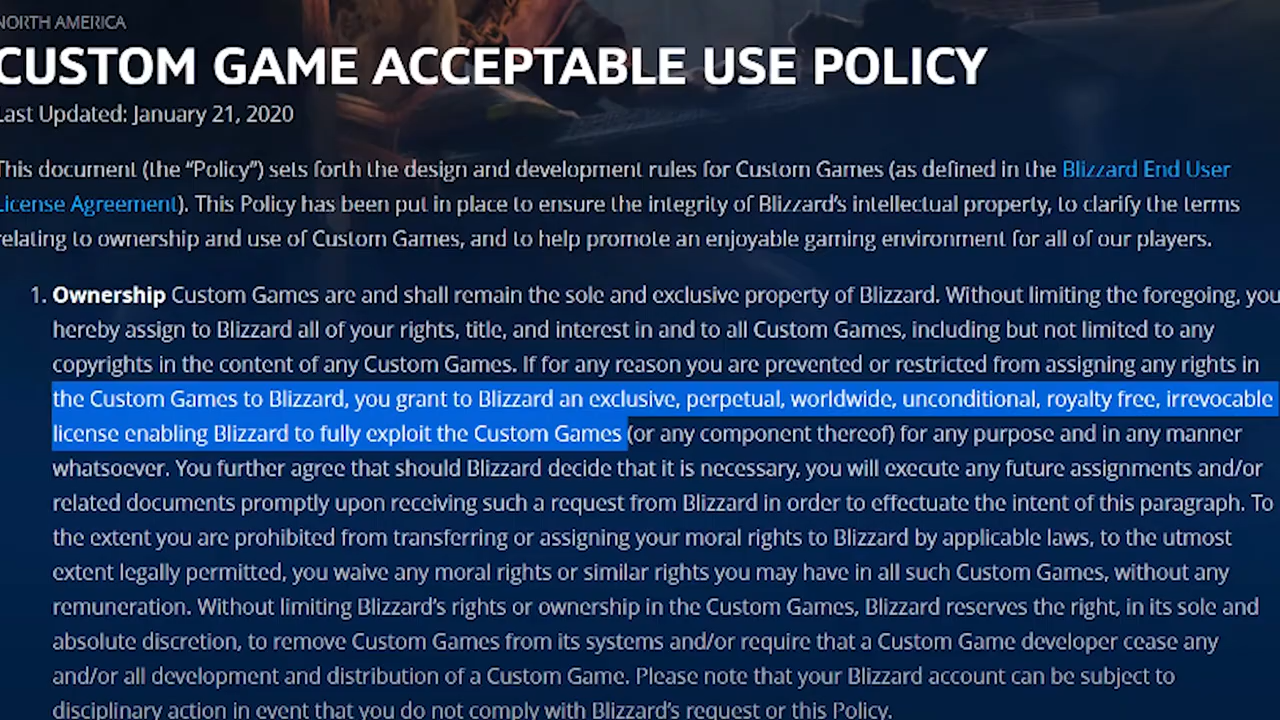 NORTH AMERICA
CUSTOM GAME ACCEPTABLE USE POLICY
Last Updated: January 21, 2020
This document (the “Policy”) sets forth the design and development rules for Custom Games (as defined in the Blizzard End User
License Agreement). This Policy has been put in place to ensure the integrity of Blizzard’s intellectual property, to clarify the terms
relating to ownership and use of Custom Games, and to help promote an enjoyable gaming environment for all of our players.
1. Ownership Custom Games are and shall remain the sole and exclusive property of Blizzard. Without limiting the foregoing, you
hereby assign to Blizzard all of your rights, title, and interest in and to all Custom Games, including but not limited to any
copyrights in the content of any Custom Games. If for any reason you are prevented or restricted from assigning any rights in
the Custom Games to Blizzard, you grant to Blizzard an exclusive, perpetual, worldwide, unconditional, royalty free, irrevocable
license enabling Blizzard to fully exploit the Custom Games (or any component thereof) for any purpose and in any manner
whatsoever. You further agree that should Blizzard decide that it is necessary, you will execute any future assignments and/or
related documents promptly upon receiving such a request from Blizzard in order to effectuate the intent of this paragraph. To
the extent you are prohibited from transferring or assigning your moral rights to Blizzard by applicable laws, to the utmost
extent legally permitted, you waive any moral rights or similar rights you may have in all such Custom Games, without any
remuneration. Without limiting Blizzard’s rights or ownership in the Custom Games, Blizzard reserves the right, in its sole and
absolute discretion, to remove Custom Games from its systems and/or require that a Custom Game developer cease any
and/or all development and distribution of a Custom Game. Please note that your Blizzard account can be subject to
disciplinary action in event that you do not comply with Blizzard’s request or this Policy.